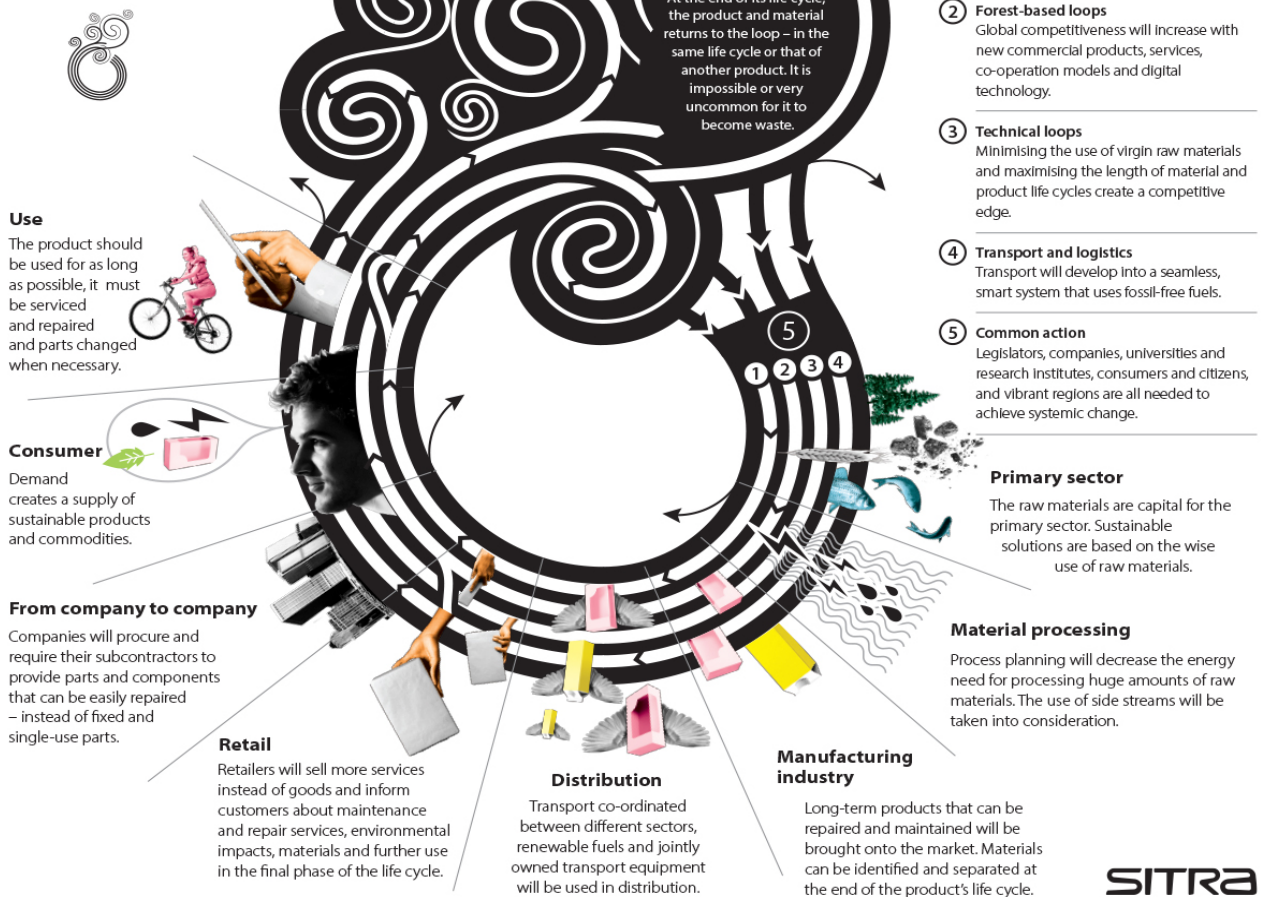 At the end of its life cycle,
the product and material
returns to the loop – in the
same life cycle or that of
another product. It is
impossible or very
uncommon for it to
become waste.
2 Forest-based loops
Global competitiveness will increase with
new commercial products, services,
co-operation models and digital
technology.
3 Technical loops
Minimising the use of virgin raw materials
and maximising the length of material and
product life cycles create a competitive
edge.
4 Transport and logistics
Transport will develop into a seamless,
smart system that uses fossil-free fuels.
5 Common action
Legislators, companies, universities and
research institutes, consumers and citizens,
and vibrant regions are all needed to
achieve systemic change.
5
1 2 3 4
Primary sector
The raw materials are capital for the
primary sector. Sustainable
solutions are based on the wise
use of raw materials.
Material processing
Process planning will decrease the energy
need for processing huge amounts of raw
materials. The use of side streams will be
taken into consideration.
Manufacturing
industry
Long-term products that can be
repaired and maintained will be
brought onto the market. Materials
can be identified and separated at
the end of the product's life cycle.
Distribution
Transport co-ordinated
between different sectors,
renewable fuels and jointly
owned transport equipment
will be used in distribution.
Retail
Retailers will sell more services
instead of goods and inform
customers about maintenance
and repair services, environmental
impacts, materials and further use
in the final phase of the life cycle.
From company to company
Companies will procure and
require their subcontractors to
provide parts and components
that can be easily repaired
– instead of fixed and
single-use parts.
Consumer
Demand
creates a supply of
sustainable products
and commodities.
Use
The product should
be used for as long
as possible, it must
be serviced
and repaired
and parts changed
when necessary.
SITRA